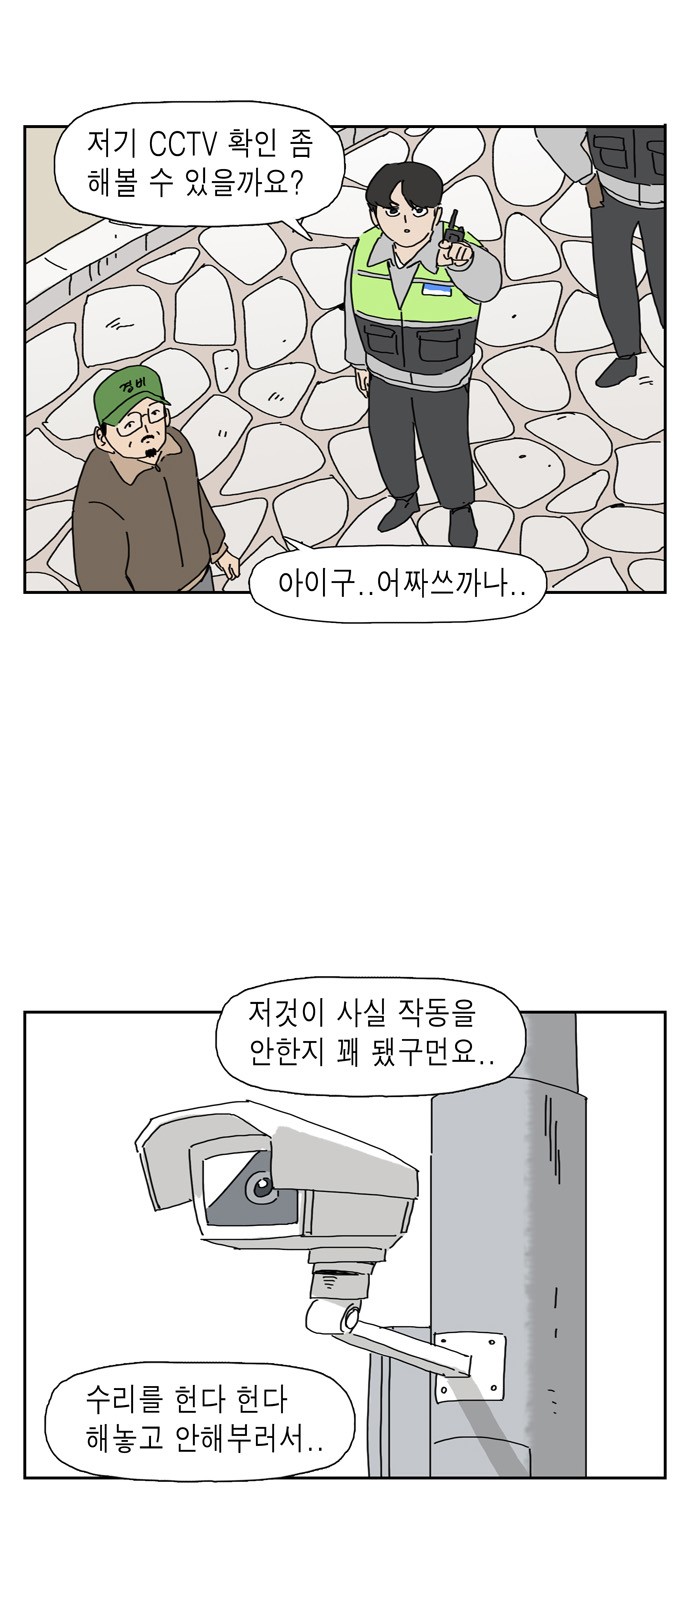 저기 CCTV 확인 좀
해볼 수 있을까요?
경비
아이구..어짜쓰까나..
저것이 사실 작동을
안한지 꽤 됐구먼요..
수리를 헌다 헌다
해놓고 안해부러서..